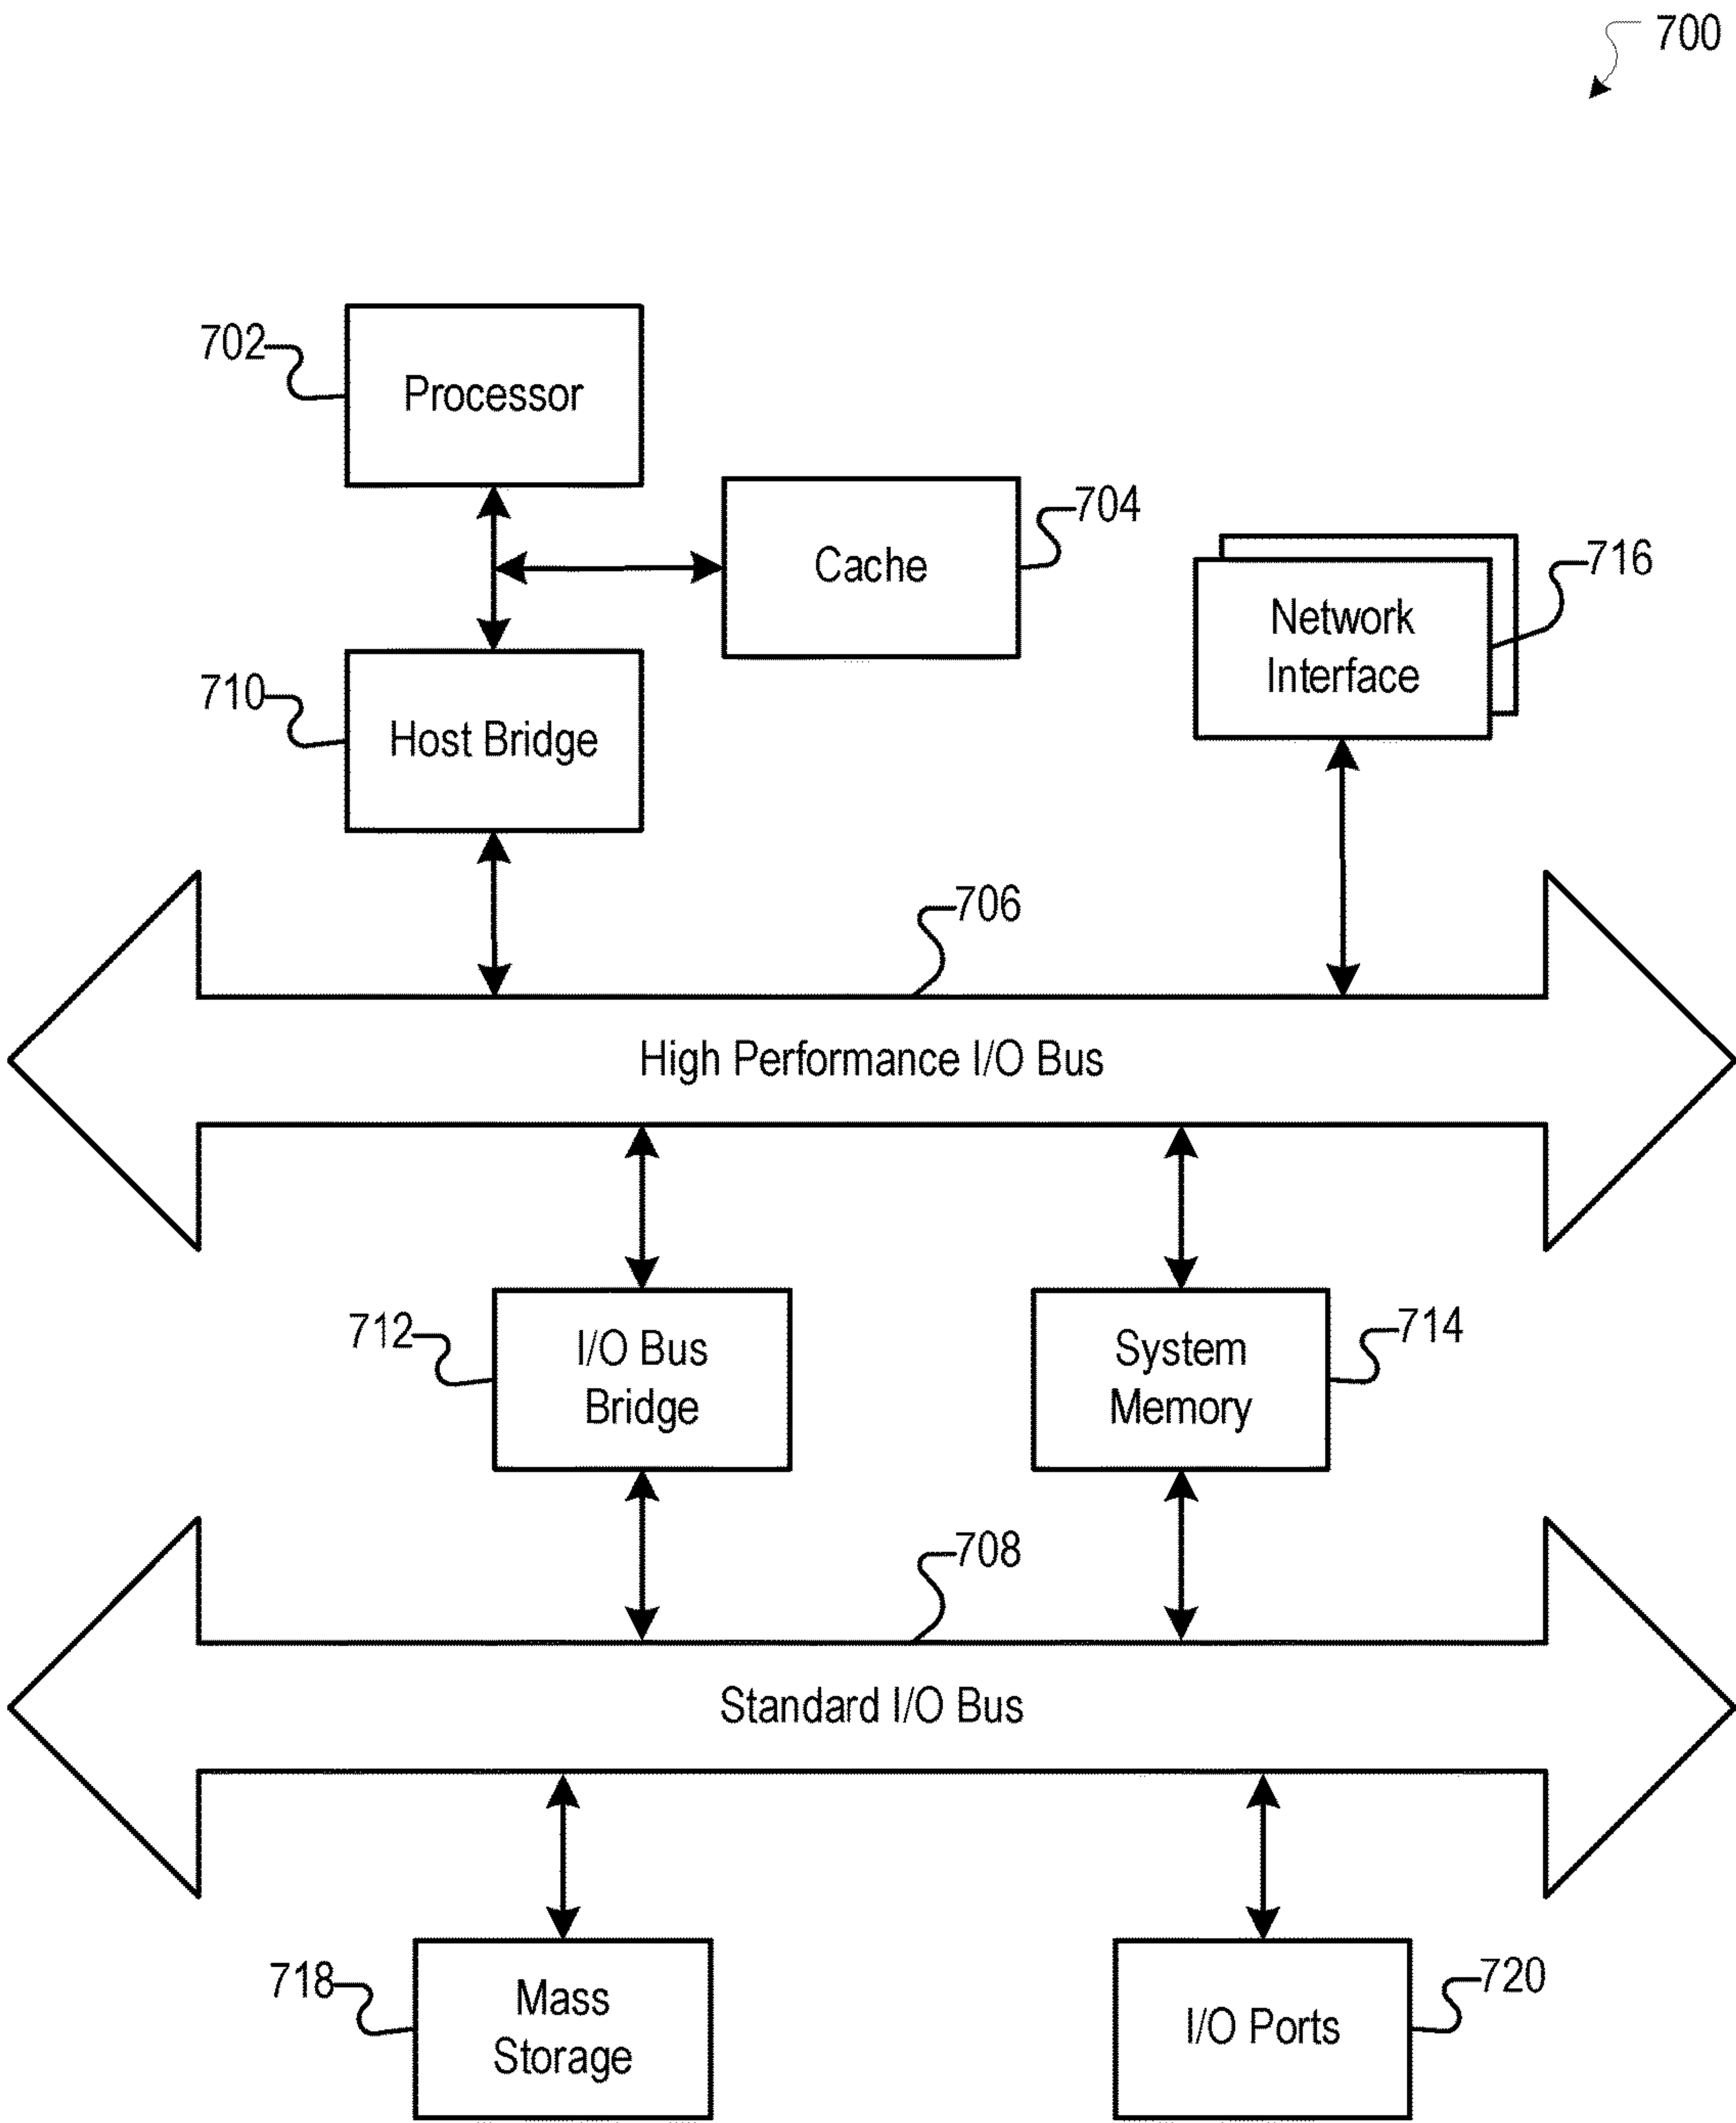 700
702
Processor
704
Cache
716
Network
Interface
710
Host Bridge
706
High Performance I/O Bus
712
I/O Bus
Bridge
714
System
Memory
708
Standard I/O Bus
718
Mass
Storage
720
I/O Ports